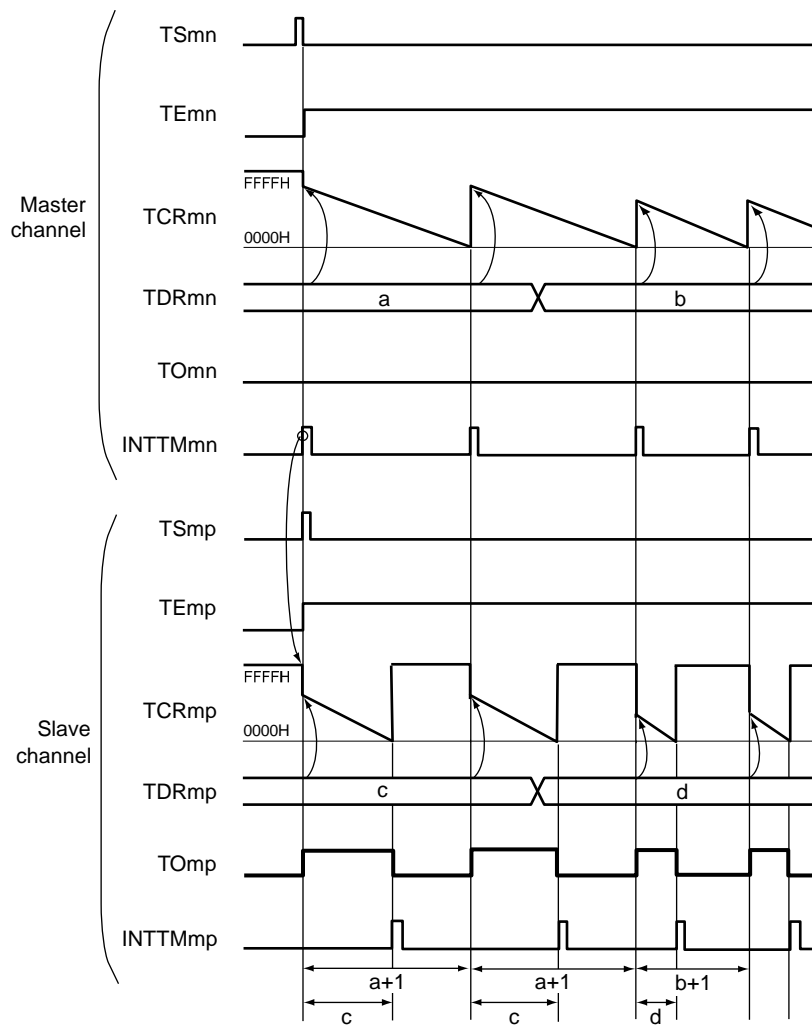 TSmn
TEmn
FFFFH
Master
channel
TCRmn
0000H
TDRmn
a
b
TOmn
INTTMmn
TSmp
TEmp
FFFFH
TCRmp
Slave
channel
0000H
TDRmp
c
d
TOmp
INTTMmp
a+1
a+1
b+1
c
c
d